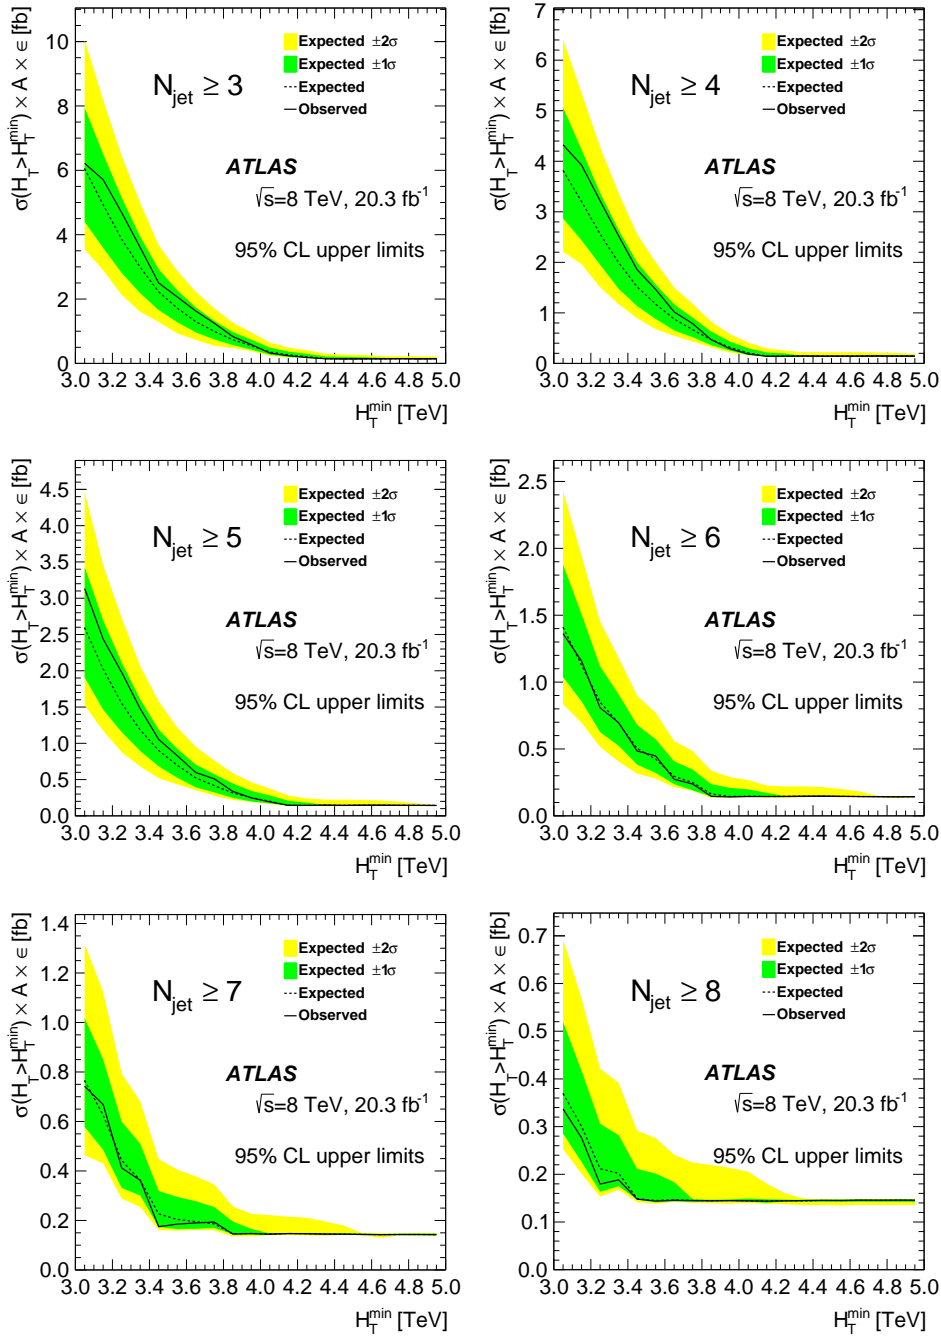 σ(H_T>H_T^min) × A × ϵ [fb]
10
8
6
4
2
0
N_jet ≥ 3
Expected ±2σ
Expected ±1σ
Expected
Observed
ATLAS
√s=8 TeV, 20.3 fb⁻¹
95% CL upper limits
3.0 3.2 3.4 3.6 3.8 4.0 4.2 4.4 4.6 4.8 5.0
H_T^min [TeV]
σ(H_T>H_T^min) × A × ϵ [fb]
7
6
5
4
3
2
1
0
N_jet ≥ 4
Expected ±2σ
Expected ±1σ
Expected
Observed
ATLAS
√s=8 TeV, 20.3 fb⁻¹
95% CL upper limits
3.0 3.2 3.4 3.6 3.8 4.0 4.2 4.4 4.6 4.8 5.0
H_T^min [TeV]
σ(H_T>H_T^min) × A × ϵ [fb]
4.5
4.0
3.5
3.0
2.5
2.0
1.5
1.0
0.5
0.0
N_jet ≥ 5
Expected ±2σ
Expected ±1σ
Expected
Observed
ATLAS
√s=8 TeV, 20.3 fb⁻¹
95% CL upper limits
3.0 3.2 3.4 3.6 3.8 4.0 4.2 4.4 4.6 4.8 5.0
H_T^min [TeV]
σ(H_T>H_T^min) × A × ϵ [fb]
2.5
2.0
1.5
1.0
0.5
0.0
N_jet ≥ 6
Expected ±2σ
Expected ±1σ
Expected
Observed
ATLAS
√s=8 TeV, 20.3 fb⁻¹
95% CL upper limits
3.0 3.2 3.4 3.6 3.8 4.0 4.2 4.4 4.6 4.8 5.0
H_T^min [TeV]
σ(H_T>H_T^min) × A × ϵ [fb]
1.4
1.2
1.0
0.8
0.6
0.4
0.2
0.0
N_jet ≥ 7
Expected ±2σ
Expected ±1σ
Expected
Observed
ATLAS
√s=8 TeV, 20.3 fb⁻¹
95% CL upper limits
3.0 3.2 3.4 3.6 3.8 4.0 4.2 4.4 4.6 4.8 5.0
H_T^min [TeV]
σ(H_T>H_T^min) × A × ϵ [fb]
0.7
0.6
0.5
0.4
0.3
0.2
0.1
0.0
N_jet ≥ 8
Expected ±2σ
Expected ±1σ
Expected
Observed
ATLAS
√s=8 TeV, 20.3 fb⁻¹
95% CL upper limits
3.0 3.2 3.4 3.6 3.8 4.0 4.2 4.4 4.6 4.8 5.0
H_T^min [TeV]